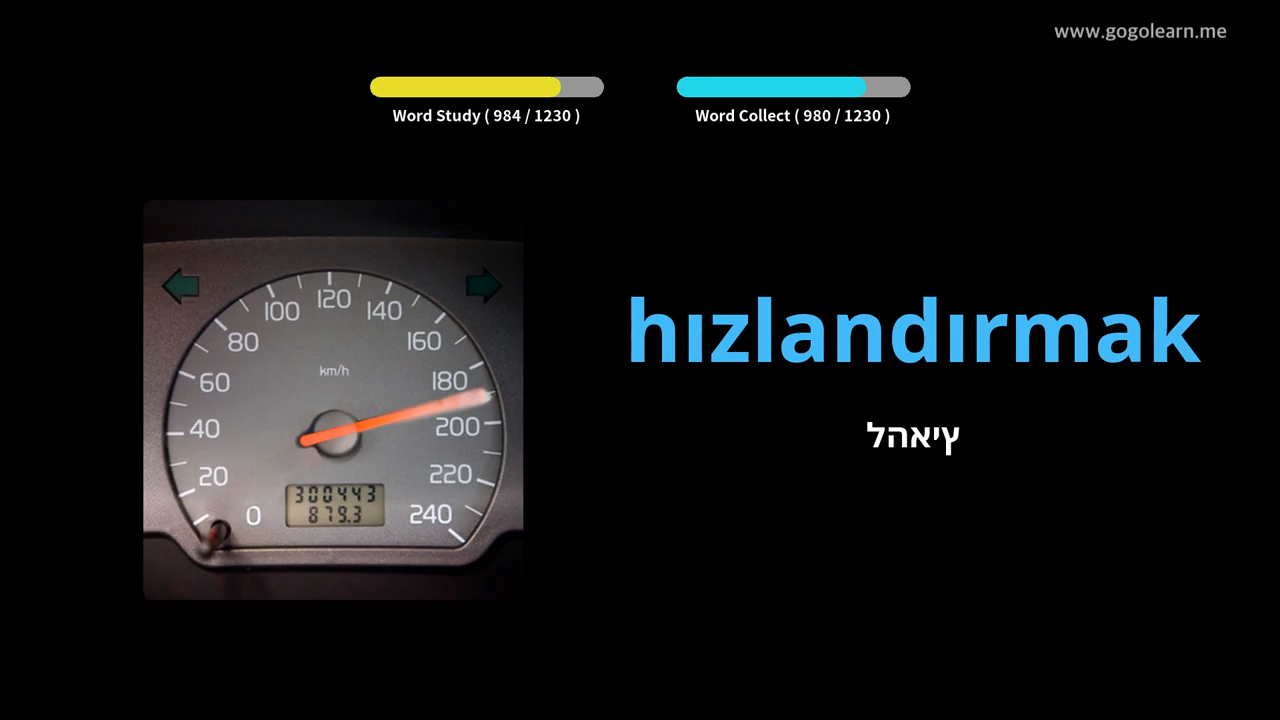 www.gogolearn.me
Word Study ( 984 / 1230 )
Word Collect ( 980 / 1230 )
100 120 140
80 160
km/h
60 180
40 200
20 220
0 240
300443
879.3
hızlandırmak
ץיאהל